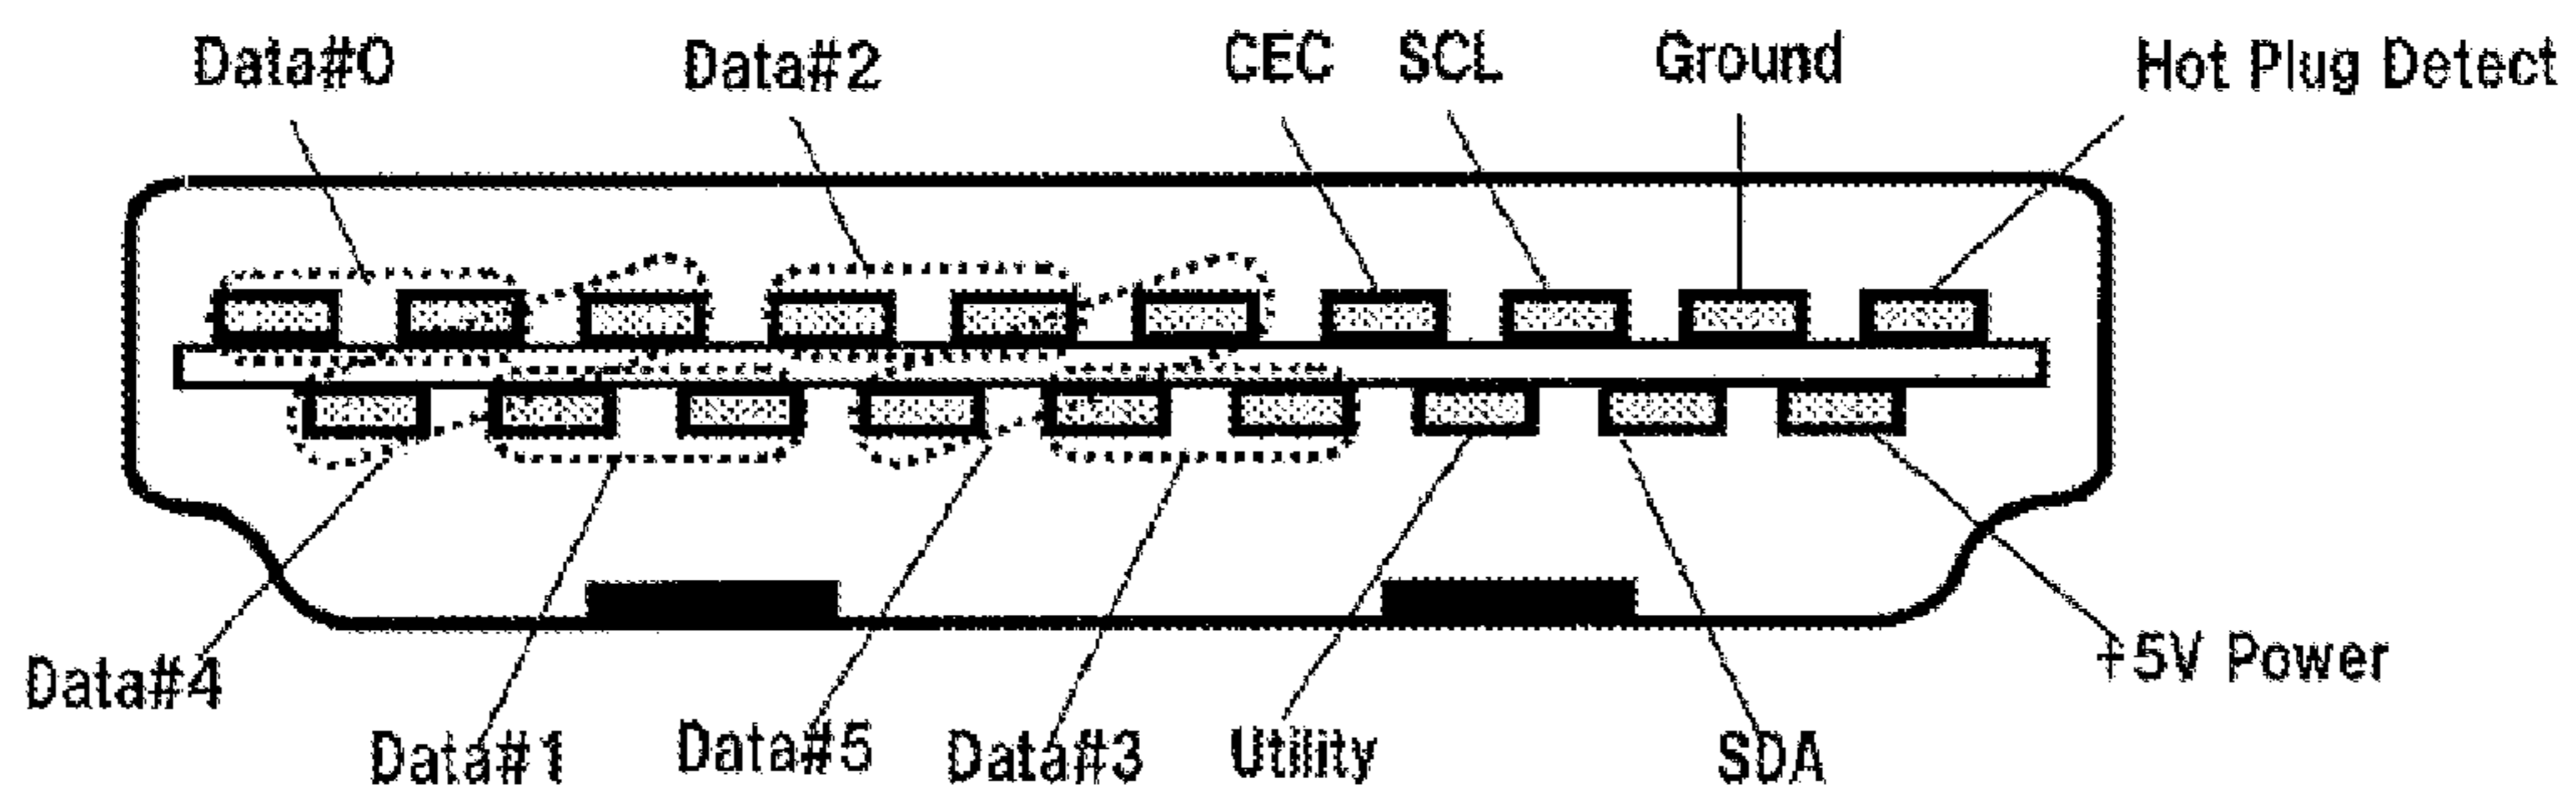 Data#0 Data#2 CEC SCL Ground Hot Plug Detect
Data#4 +5V Power
Data#1 Data#5 Data#3 Utility SDA